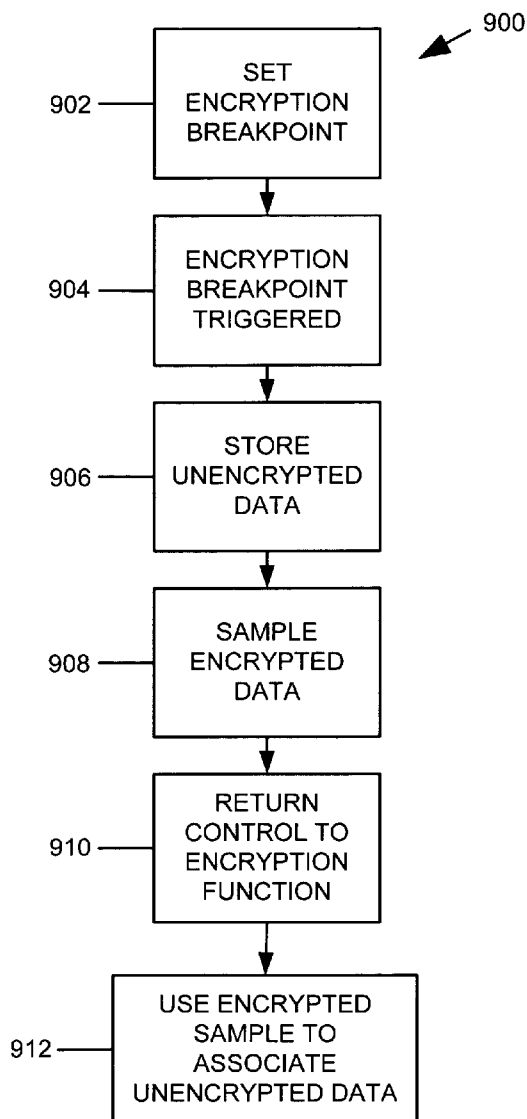 900
902
SET
ENCRYPTION
BREAKPOINT
904
ENCRYPTION
BREAKPOINT
TRIGGERED
906
STORE
UNENCRYPTED
DATA
908
SAMPLE
ENCRYPTED
DATA
910
RETURN
CONTROL TO
ENCRYPTION
FUNCTION
912
USE ENCRYPTED
SAMPLE TO
ASSOCIATE
UNENCRYPTED DATA